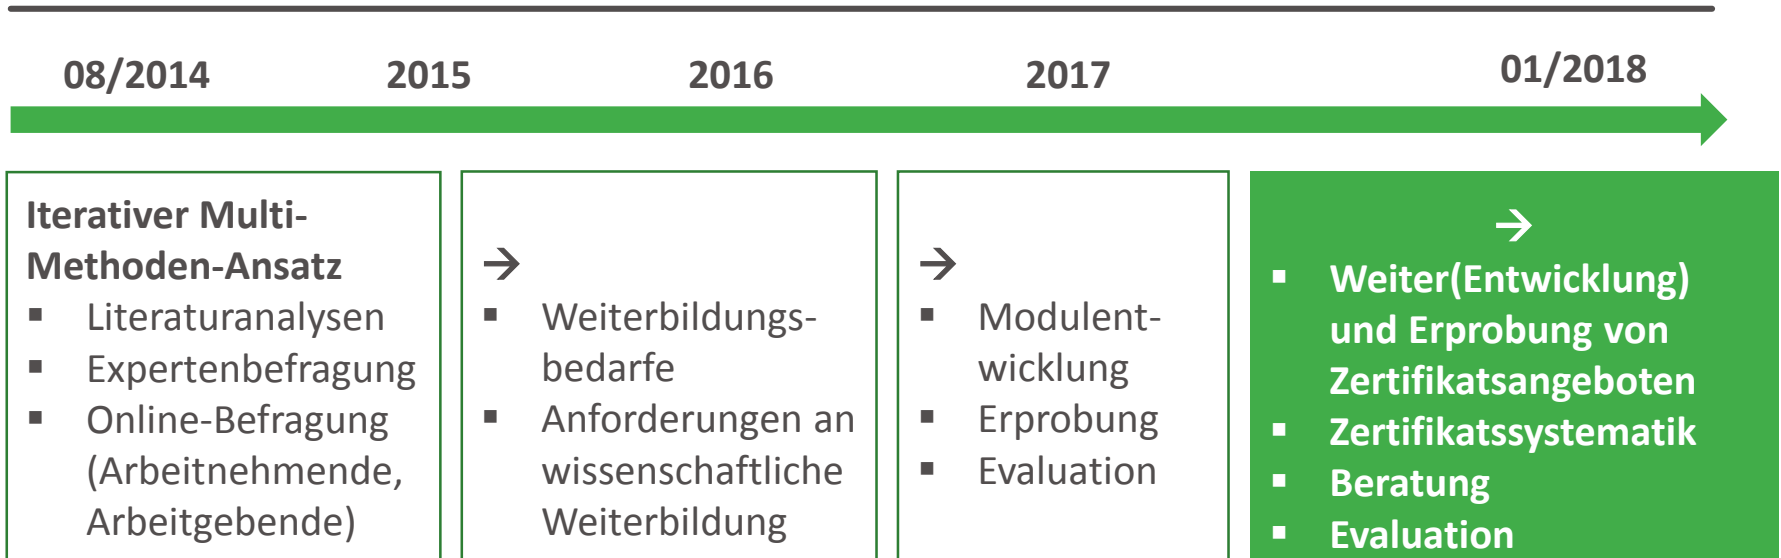 08/2014 2015 2016 2017 01/2018
Iterativer Multi-
Methoden-Ansatz
▪ Literaturanalysen
▪ Expertenbefragung
▪ Online-Befragung
(Arbeitnehmende,
Arbeitgebende)
→
▪ Weiterbildungs-
bedarfe
▪ Anforderungen an
wissenschaftliche
Weiterbildung
→
▪ Modulent-
wicklung
▪ Erprobung
▪ Evaluation
→
▪ Weiter(Entwicklung)
und Erprobung von
Zertifikatsangeboten
▪ Zertifikatssystematik
▪ Beratung
▪ Evaluation